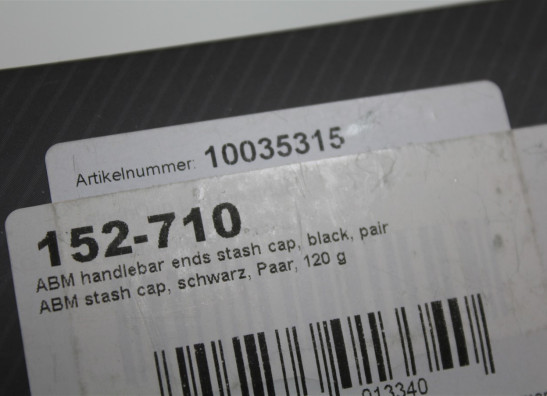 Artikelnummer: 10035315
152-710
ABM handlebar ends stash cap, black, pair
ABM stash cap, schwarz, Paar, 120 g
013340